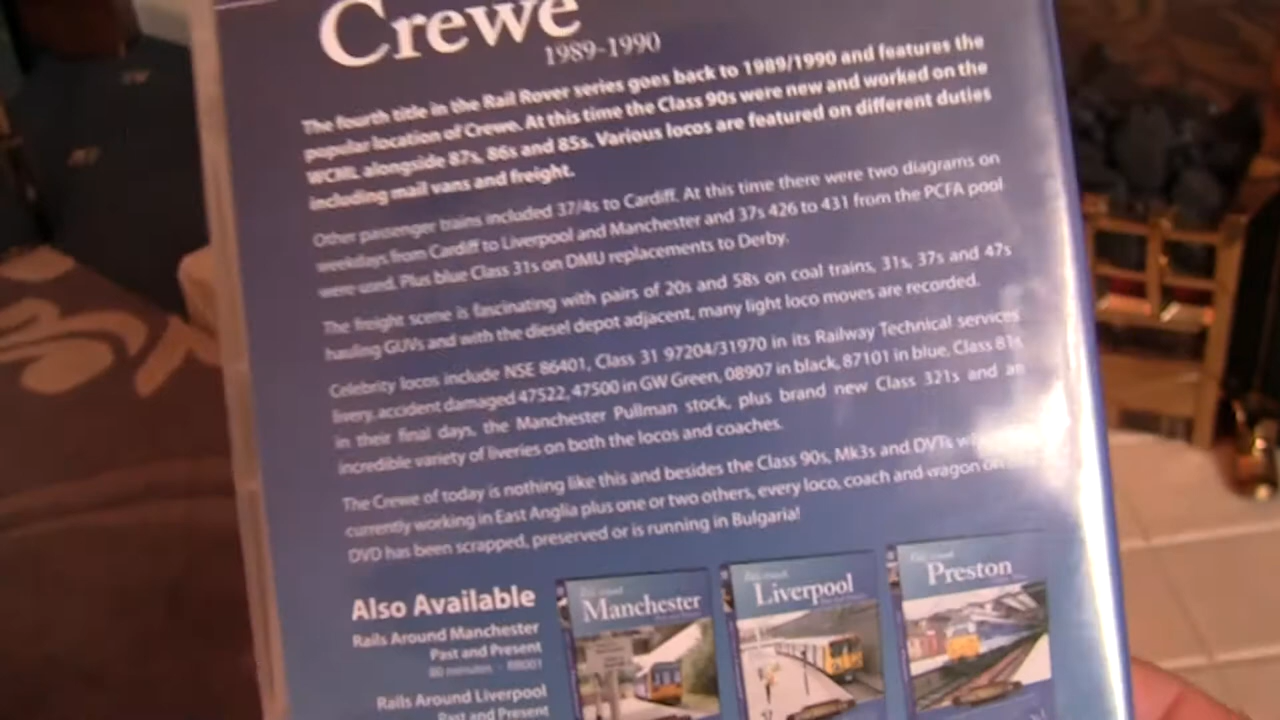 Crewe
1989-1990
The fourth title in the Rail Rover series goes back to 1989/1990 and features the
popular location of Crewe. At this time the Class 90s were new and worked on the
WCML alongside 87s, 86s and 85s. Various locos are featured on different duties
including mail vans and freight.
Other passenger trains included 37/4s to Cardiff. At this time there were two diagrams on
weekdays from Cardiff to Liverpool and Manchester and 37s 426 to 431 from the PCFA pool
were used. Plus blue Class 31s on DMU replacements to Derby.
The freight scene is fascinating with pairs of 20s and 58s on coal trains, 31s, 37s and 47s
hauling GUVs and with the diesel depot adjacent, many light loco moves are recorded.
Celebrity locos include NSE 86401, Class 31 97204/31970 in its Railway Technical services
livery, accident damaged 47522, 47500 in GW Green, 08907 in black, 87101 in blue, Class 81s
in their final days, the Manchester Pullman stock, plus brand new Class 321s and an
incredible variety of liveries on both the locos and coaches.
The Crewe of today is nothing like this and besides the Class 90s, Mk3s and DVTs
currently working in East Anglia plus one or two others, every loco, coach and wagon on
DVD has been scrapped, preserved or is running in Bulgaria!
Also Available
Rails Around Manchester
Past and Present
80 minutes - RR001
Rails Around Liverpool
Past and Present
Manchester
Liverpool
Preston